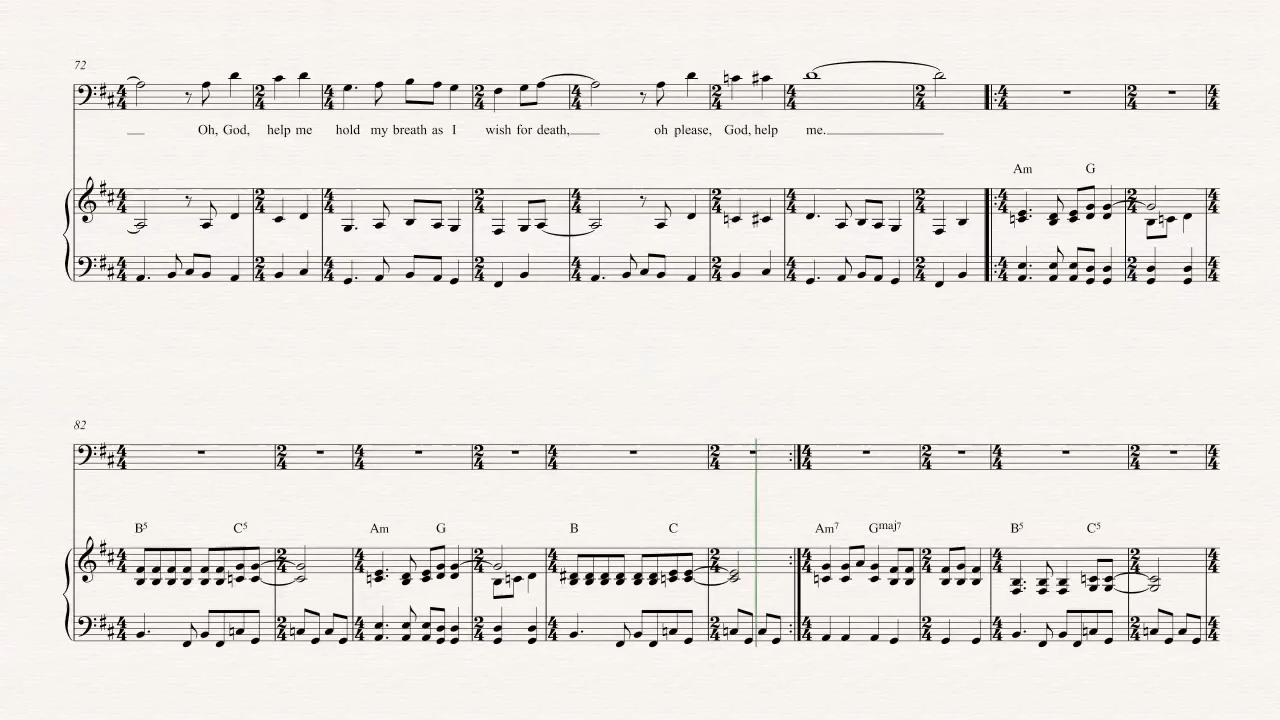 72
Oh, God, help me hold my breath as I wish for death, oh please, God, help me.
Am G
82
B5 C5 Am G B C Am7 Gmaj7 B5 C5